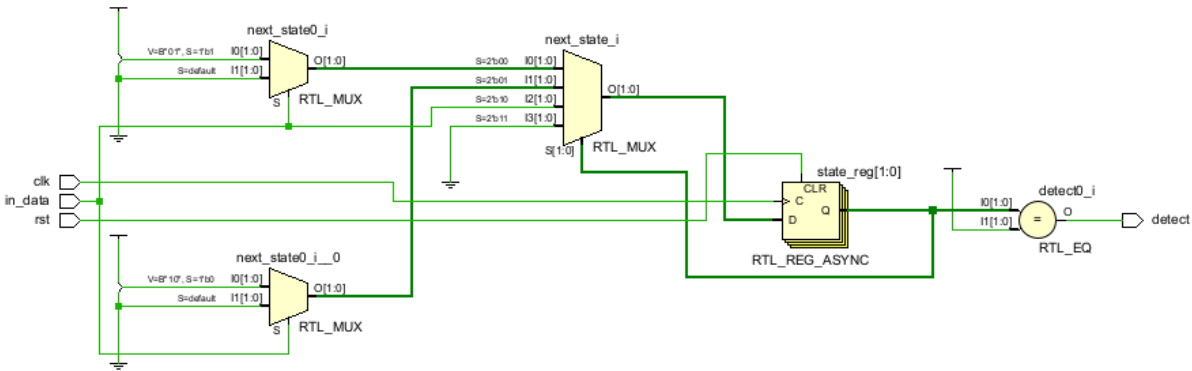 next_state0_i
V=B"01", S=1'b1 I0[1:0]
S=default I1[1:0]
O[1:0]
S
RTL_MUX
next_state_i
S=2'b00 I0[1:0]
S=2'b01 I1[1:0]
S=2'b10 I2[1:0]
S=2'b11 I3[1:0]
O[1:0]
S[1:0]
RTL_MUX
clk
in_data
rst
state_reg[1:0]
CLR
C
D
Q
RTL_REG_ASYNC
detect0_i
I0[1:0]
I1[1:0]
=
O
RTL_EQ
detect
next_state0_i__0
V=B"10", S=1'b0 I0[1:0]
S=default I1[1:0]
O[1:0]
S
RTL_MUX